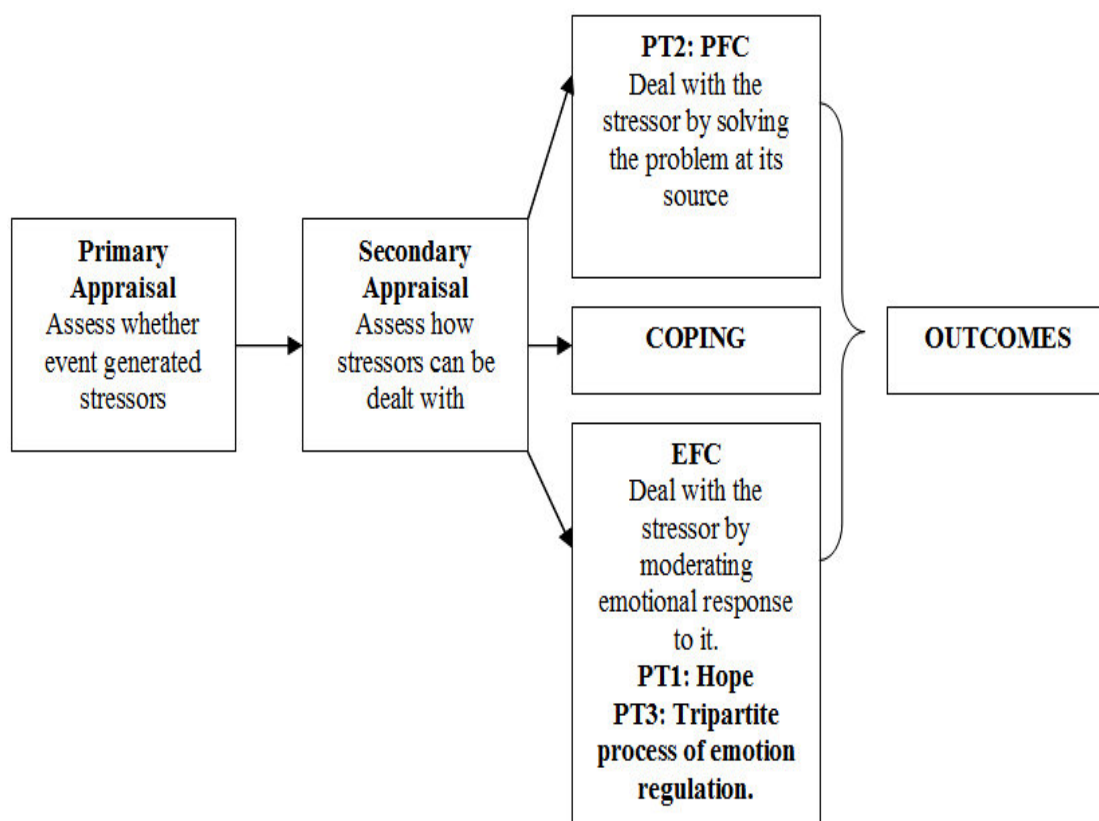 Primary
Appraisal
Assess whether
event generated
stressors
Secondary
Appraisal
Assess how
stressors can be
dealt with
PT2: PFC
Deal with the
stressor by solving
the problem at its
source
COPING
EFC
Deal with the
stressor by
moderating
emotional response
to it.
PT1: Hope
PT3: Tripartite
process of emotion
regulation.
OUTCOMES